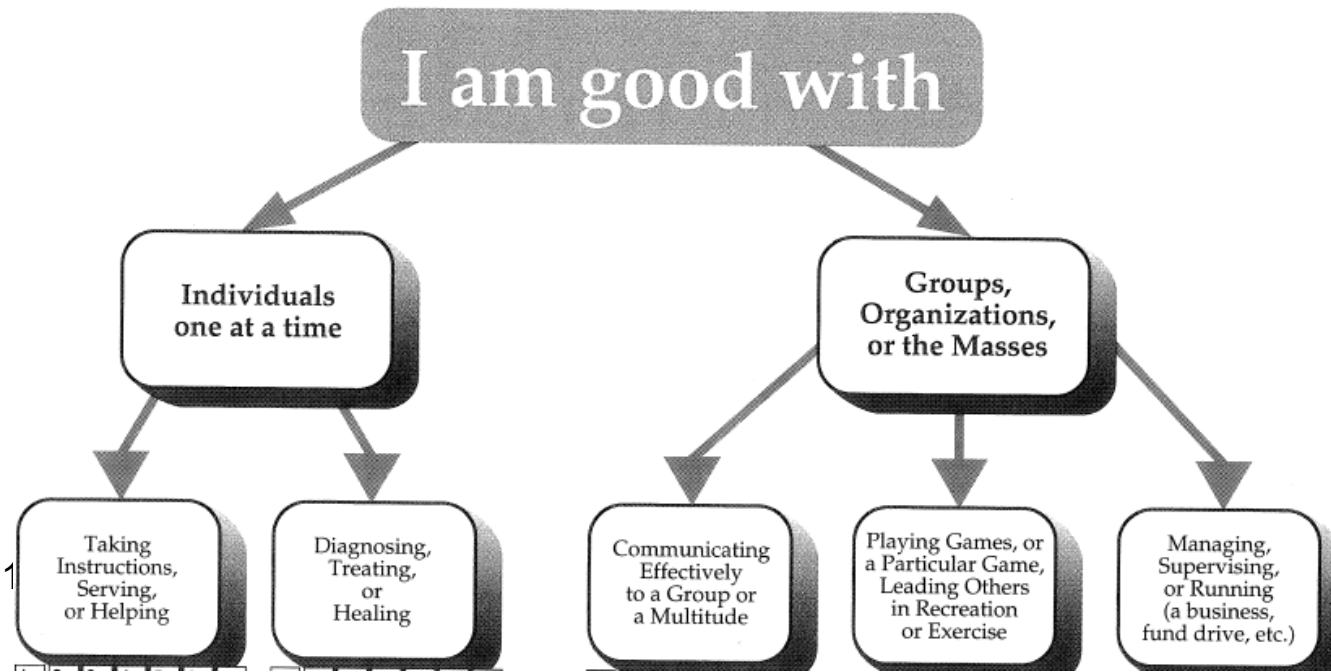 I am good with
Individuals
one at a time
Groups,
Organizations,
or the Masses
Taking
Instructions,
Serving,
or Helping
Diagnosing,
Treating,
or
Healing
Communicating
Effectively
to a Group or
a Multitude
Playing Games, or
a Particular Game,
Leading Others
in Recreation
or Exercise
Managing,
Supervising,
or Running
(a business,
fund drive, etc.)
1